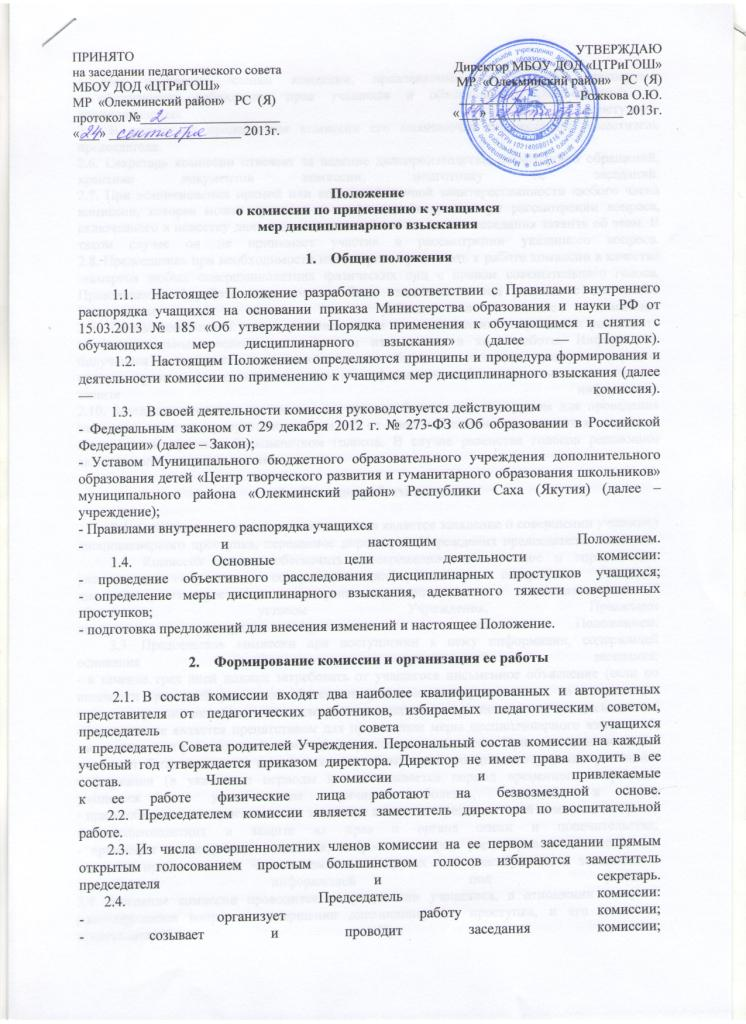 ПРИНЯТО
на заседании педагогического совета
МБОУ ДОД «ЦТРиГОШ»
МР «Олекминский район» РС (Я)
протокол № 2
«24» сентября 2013г.
УТВЕРЖДАЮ
Директор МБОУ ДОД «ЦТРиГОШ»
МР «Олекминский район» РС (Я)
Рожкова О.Ю.
2013г.
Положение
о комиссии по применению к учащимся
мер дисциплинарного взыскания
1. Общие положения
1.1. Настоящее Положение разработано в соответствии с Правилами внутреннего
распорядка учащихся на основании приказа Министерства образования и науки РФ от
15.03.2013 № 185 «Об утверждении Порядка применения к обучающимся и снятия с
обучающихся мер дисциплинарного взыскания» (далее — Порядок).
1.2. Настоящим Положением определяются принципы и процедура формирования и
деятельности комиссии по применению к учащимся мер дисциплинарного взыскания (далее
— комиссия).
1.3. В своей деятельности комиссия руководствуется действующим
- Федеральным законом от 29 декабря 2012 г. № 273-ФЗ «Об образовании в Российской
Федерации» (далее – Закон);
- Уставом Муниципального бюджетного образовательного учреждения дополнительного
образования детей «Центр творческого развития и гуманитарного образования школьников»
муниципального района «Олекминский район» Республики Саха (Якутия) (далее –
учреждение);
- Правилами внутреннего распорядка учащихся
- и настоящим Положением.
1.4. Основные цели деятельности комиссии:
- проведение объективного расследования дисциплинарных проступков учащихся;
- определение меры дисциплинарного взыскания, адекватного тяжести совершенных
проступков;
- подготовка предложений для внесения изменений и настоящее Положение.
2. Формирование комиссии и организация ее работы
2.1. В состав комиссии входят два наиболее квалифицированных и авторитетных
представителя от педагогических работников, избираемых педагогическим советом,
председатель совета учащихся
и председатель Совета родителей Учреждения. Персональный состав комиссии на каждый
учебный год утверждается приказом директора. Директор не имеет права входить в ее
состав. Члены комиссии и привлекаемые
к ее работе физические лица работают на безвозмездной основе.
2.2. Председателем комиссии является заместитель директора по воспитательной
работе.
2.3. Из числа совершеннолетних членов комиссии на ее первом заседании прямым
открытым голосованием простым большинством голосов избираются заместитель
председателя и секретарь.
2.4. Председатель комиссии:
- организует работу комиссии;
- созывает и проводит заседания комиссии;